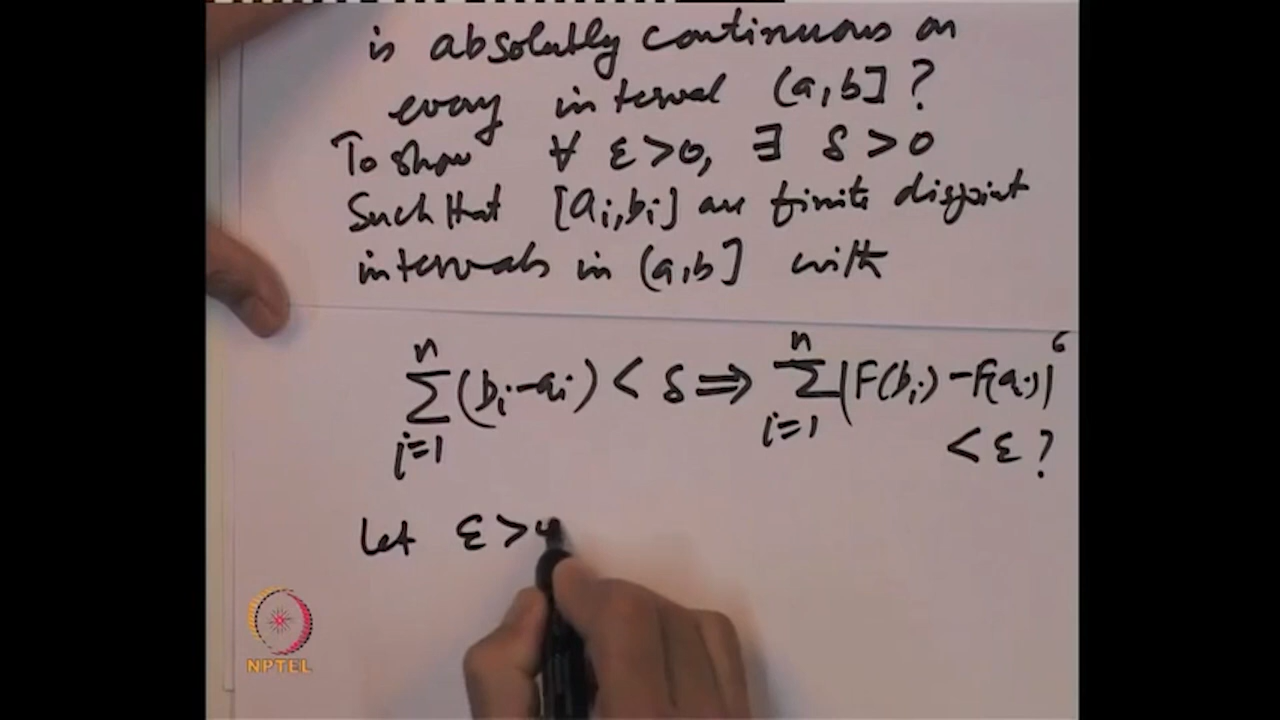 is absolutely continuous on
every interval (a, b] ?
To show ∀ ε>0, ∃ δ>0
Such that [ai, bi] are finite disjoint
intervals in (a, b] with
n∑i=1 (bi-ai) < δ ⇒ n∑i=1 |F(bi)-F(ai)|
< ε ?
Let ε>
NPTEL